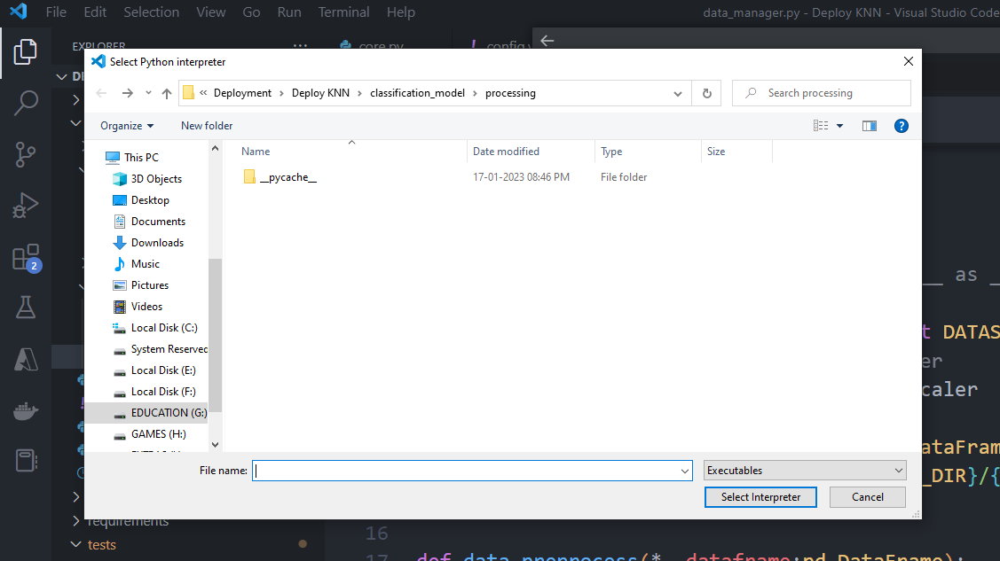 File Edit Selection View Go Run Terminal Help data_manager.py - Deploy KNN - Visual Studio Code
EXPLORER ... core.py ! config.
Select Python interpreter
« Deployment › Deploy KNN › classification_model › processing Search processing
Organize New folder
Name Date modified Type Size
__pycache__ 17-01-2023 08:46 PM File folder
This PC
3D Objects
Desktop
Documents
Downloads
Music
Pictures
Videos
Local Disk (C:)
System Reserved
Local Disk (E:)
Local Disk (F:)
EDUCATION (G:)
GAMES (H:)
2
__ as _
t DATAS
er
caler
ataFram
_DIR}/{
File name: Executables
Select Interpreter Cancel
requirements
tests
16
17 def data_preprocess(*, dataframe:pd.DataFrame):